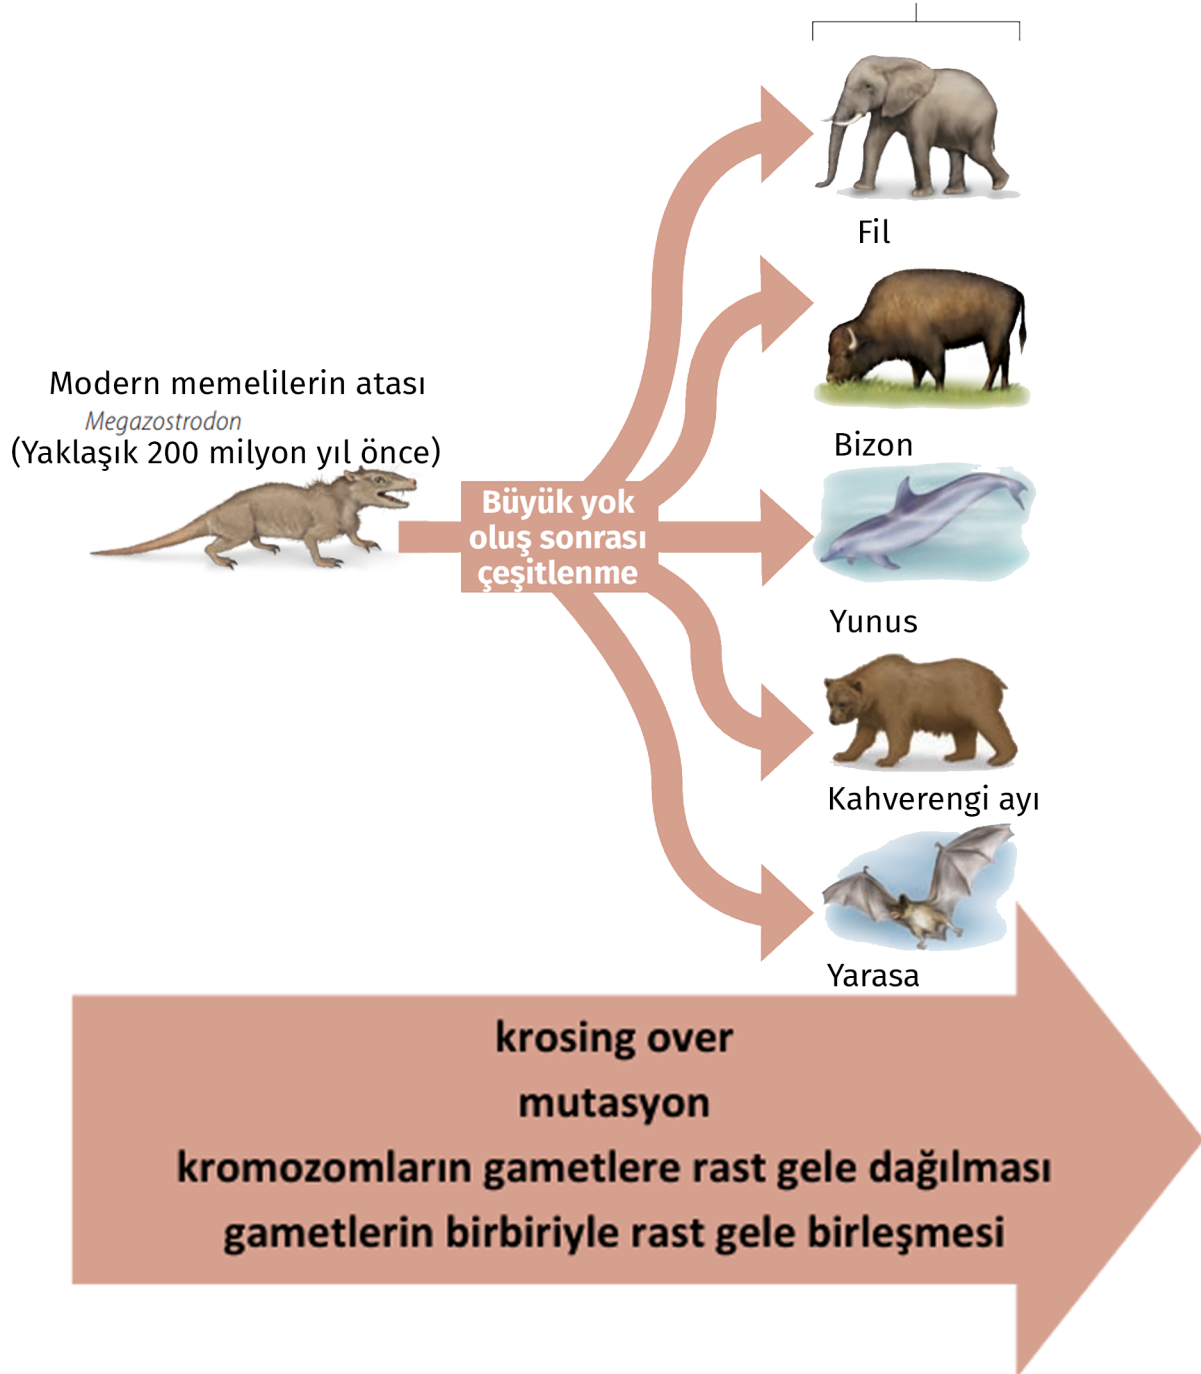 Modern memelilerin atası
Megazostrodon
(Yaklaşık 200 milyon yıl önce)
Büyük yok
oluş sonrası
çeşitlenme
Fil
Bizon
Yunus
Kahverengi ayı
Yarasa
krosing over
mutasyon
kromozomların gametlere rast gele dağılması
gametlerin birbiriyle rast gele birleşmesi